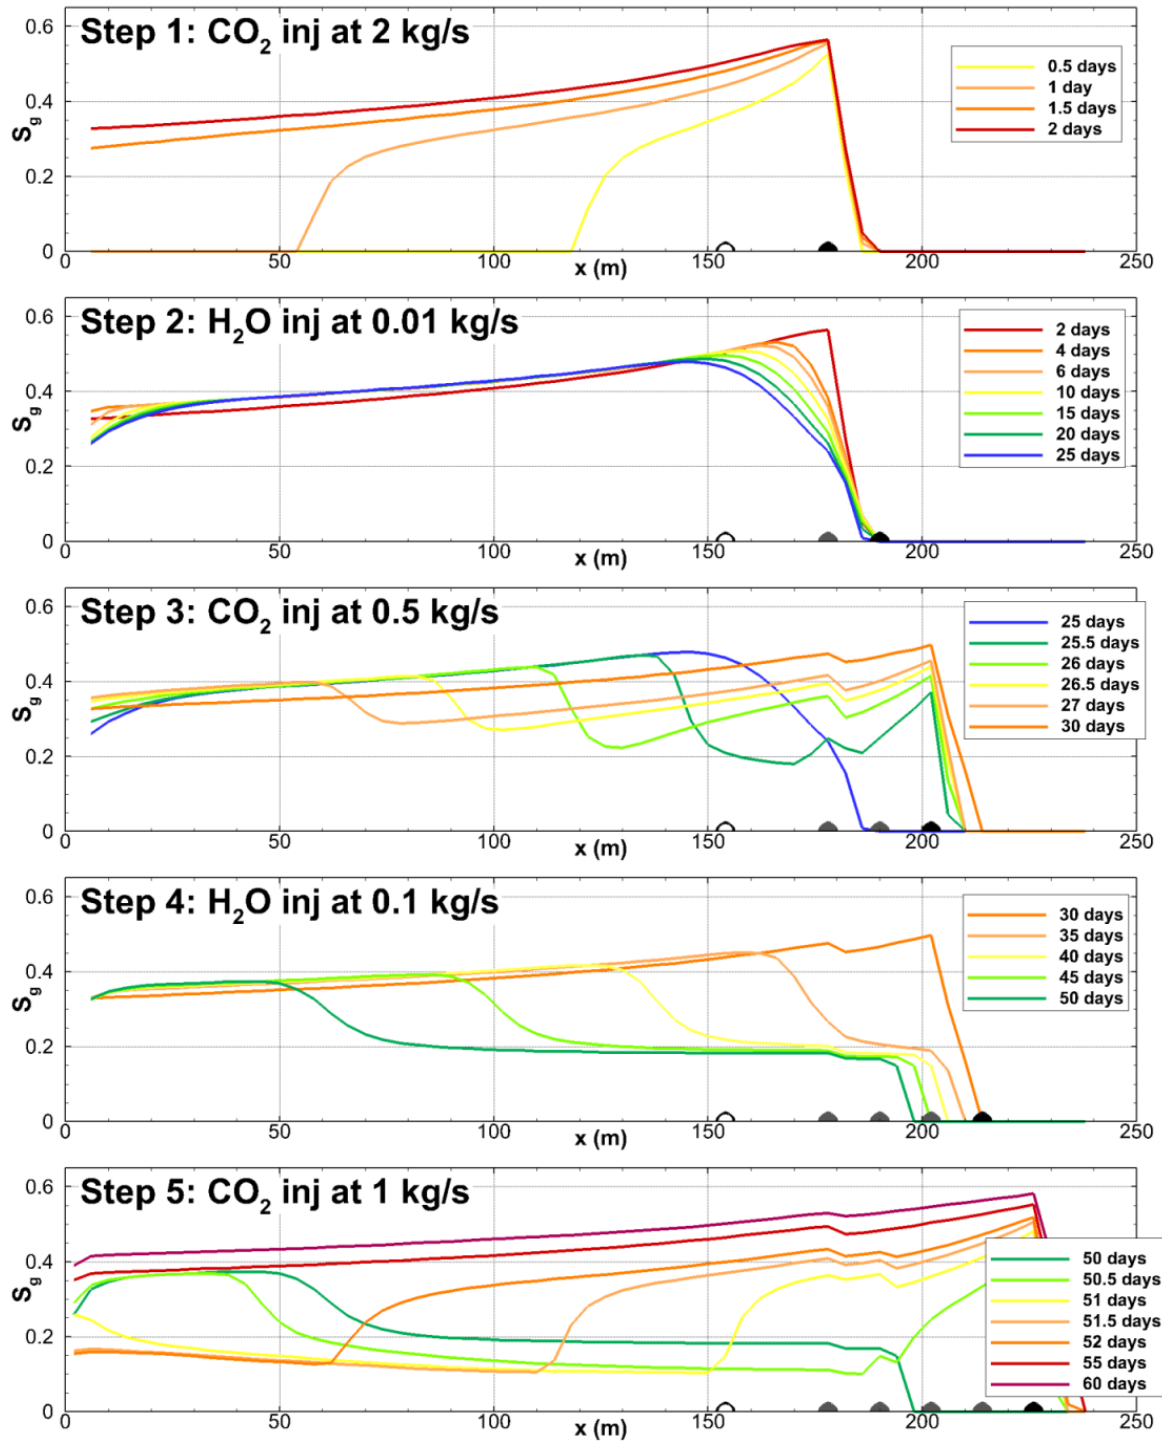 Step 1: CO2 inj at 2 kg/s
0.6
0.4
0.2
0
Sg
0.5 days
1 day
1.5 days
2 days
0 50 100 150 200 250
x (m)
Step 2: H2O inj at 0.01 kg/s
0.6
0.4
0.2
0
Sg
2 days
4 days
6 days
10 days
15 days
20 days
25 days
0 50 100 150 200 250
x (m)
Step 3: CO2 inj at 0.5 kg/s
0.6
0.4
0.2
0
Sg
25 days
25.5 days
26 days
26.5 days
27 days
30 days
0 50 100 150 200 250
x (m)
Step 4: H2O inj at 0.1 kg/s
0.6
0.4
0.2
0
Sg
30 days
35 days
40 days
45 days
50 days
0 50 100 150 200 250
x (m)
Step 5: CO2 inj at 1 kg/s
0.6
0.4
0.2
0
Sg
50 days
50.5 days
51 days
51.5 days
52 days
55 days
60 days
0 50 100 150 200 250
x (m)